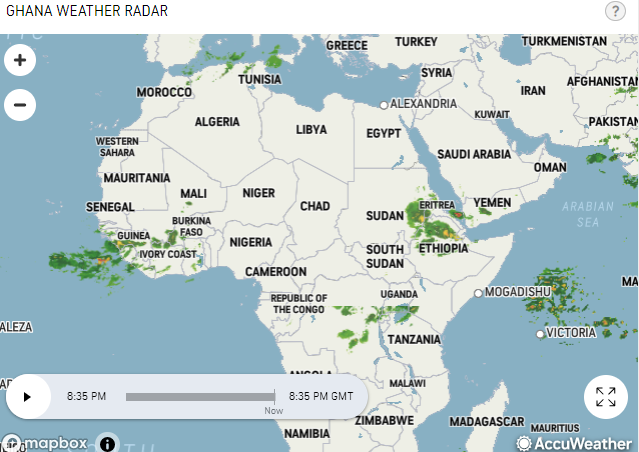 GHANA WEATHER RADAR
?
GREECE
TURKEY
TURKMENISTAN
+
TUNISIA
SYRIA
IRAN
AFGHANISTAN
−
MOROCCO
ALEXANDRIA
KUWAIT
ALGERIA
LIBYA
EGYPT
PAKISTAN
WESTERN
SAHARA
SAUDI ARABIA
OMAN
MAURITANIA
MALI
NIGER
CHAD
ERITREA
YEMEN
ARABIAN
SEA
SENEGAL
SUDAN
BURKINA
FASO
GUINEA
NIGERIA
IVORY COAST
SOUTH
SUDAN
ETHIOPIA
CAMEROON
MA
REPUBLIC OF
THE CONGO
UGANDA
MOGADISHU
ALEZA
VICTORIA
TANZANIA
ANGOLA
MALAWI
8:35 PM
8:35 PM GMT
Now
ZIMBABWE
MADAGASCAR
MAURITIUS
NAMIBIA
mapbox
i
AccuWeather